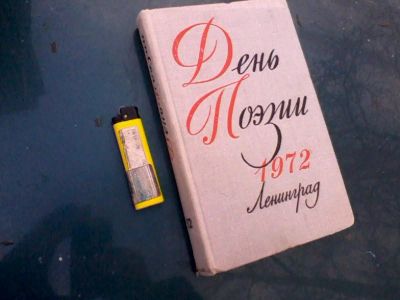 День
Поэзии
1972
Ленинград